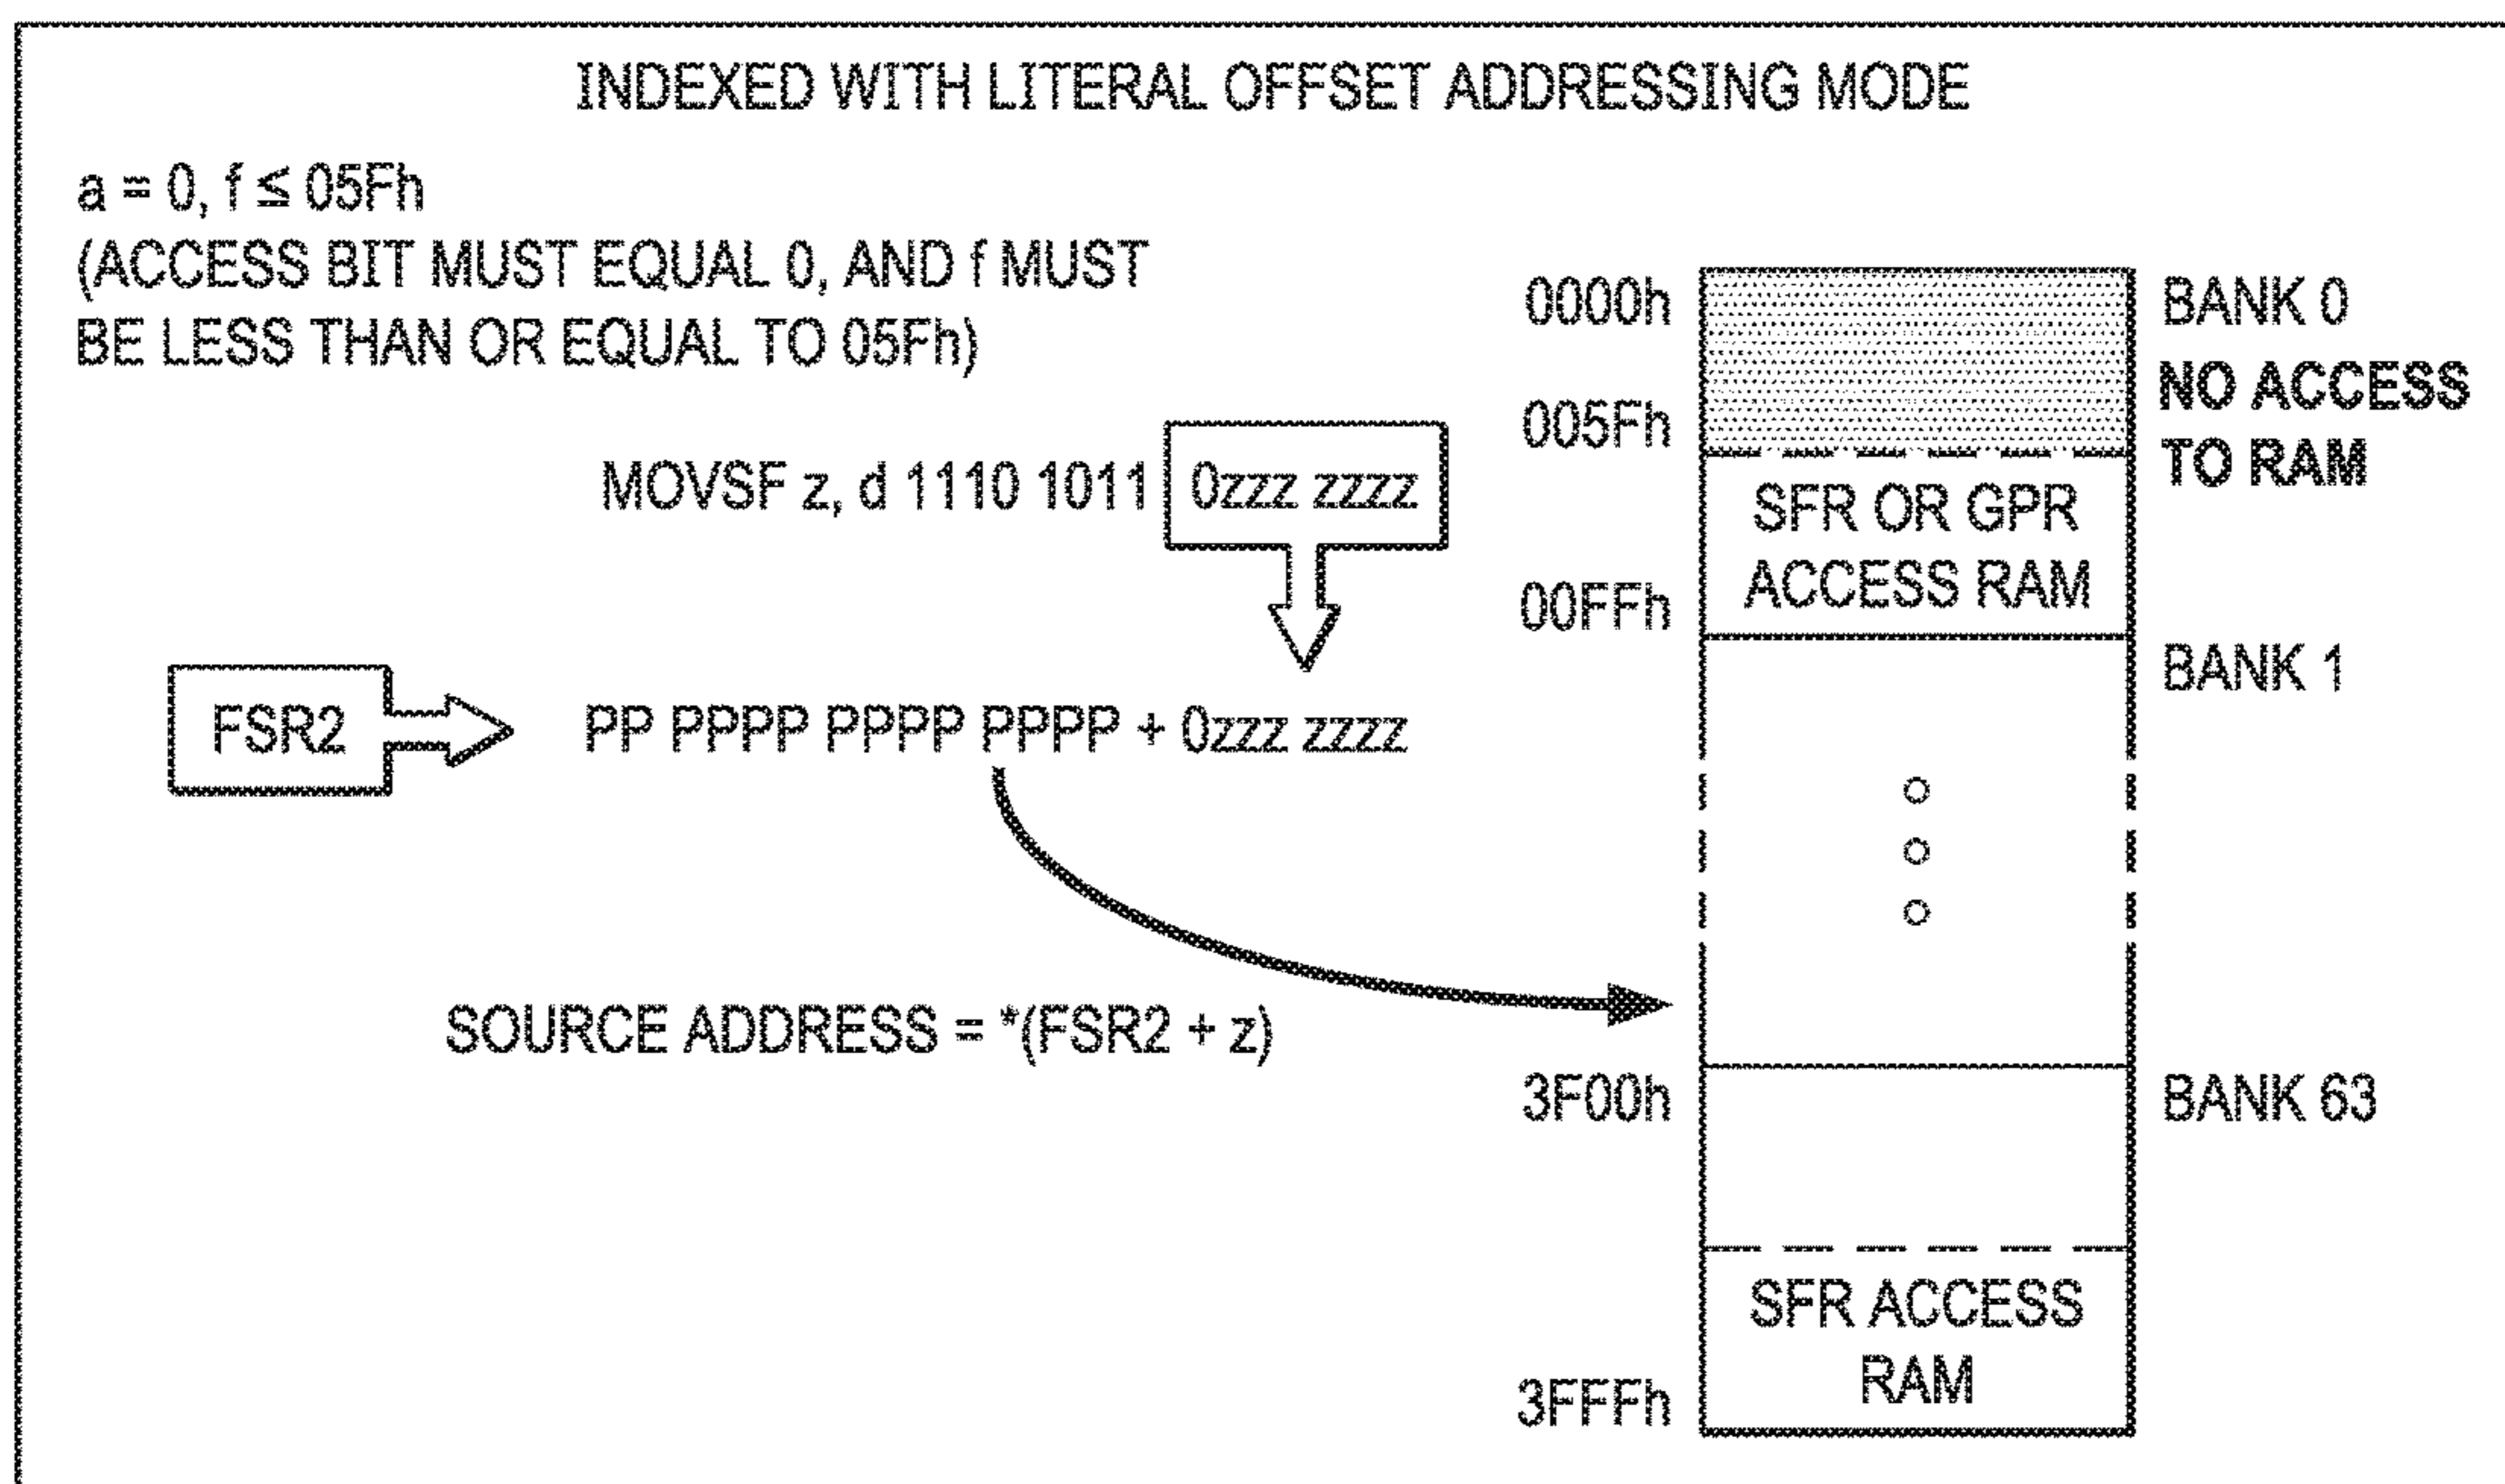 INDEXED WITH LITERAL OFFSET ADDRESSING MODE
a = 0, f ≤ 05Fh
(ACCESS BIT MUST EQUAL 0, AND f MUST
BE LESS THAN OR EQUAL TO 05Fh)
MOVSF z, d 1110 1011 0zzz zzzz
FSR2
PP PPPP PPPP PPPP + 0zzz zzzz
SOURCE ADDRESS = *(FSR2 + z)
0000h
BANK 0
NO ACCESS
TO RAM
005Fh
SFR OR GPR
ACCESS RAM
00FFh
BANK 1
3F00h
BANK 63
SFR ACCESS
RAM
3FFFh